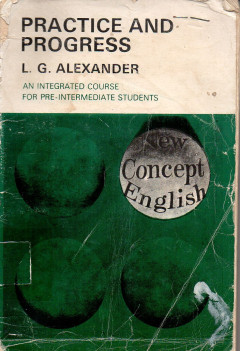 PRACTICE AND
PROGRESS
L. G. ALEXANDER
AN INTEGRATED COURSE
FOR PRE-INTERMEDIATE STUDENTS
New
Concept
English